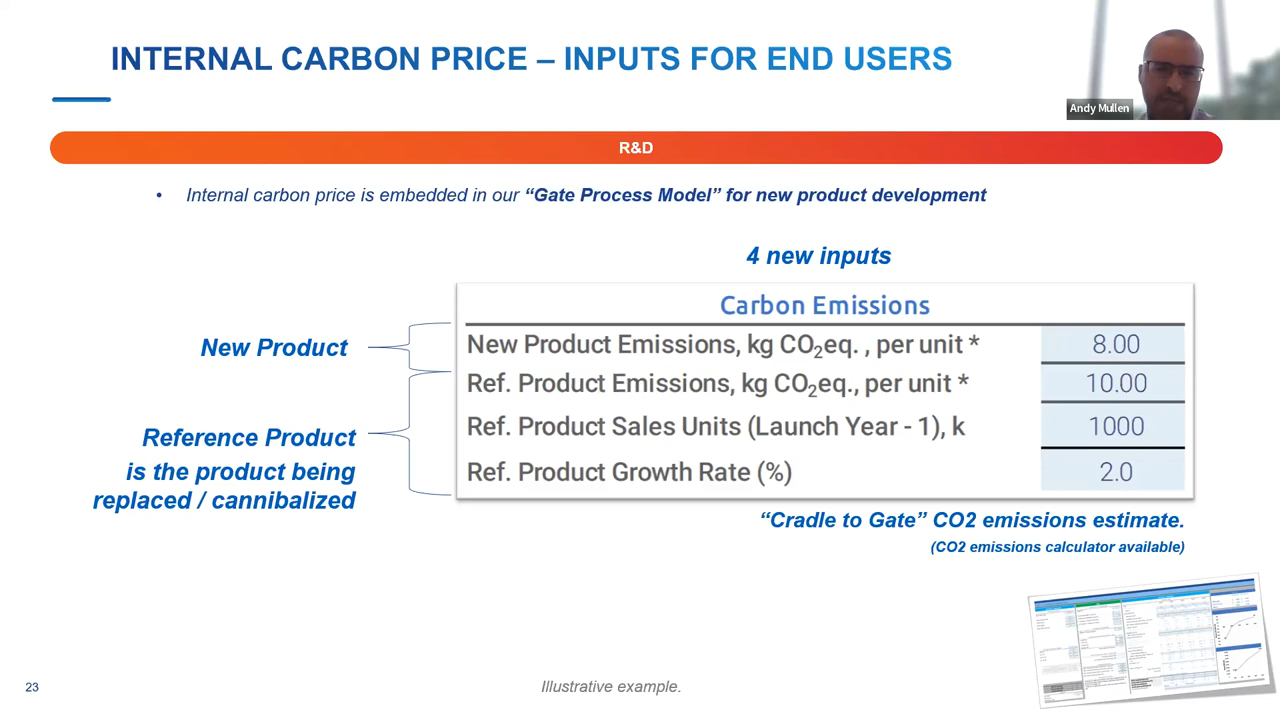 INTERNAL CARBON PRICE – INPUTS FOR END USERS
Andy Mullen
R&D
• Internal carbon price is embedded in our “Gate Process Model” for new product development
4 new inputs
Carbon Emissions
New Product
New Product Emissions, kg CO₂eq. , per unit * 8.00
Ref. Product Emissions, kg CO₂eq., per unit * 10.00
Reference Product
is the product being
replaced / cannibalized
Ref. Product Sales Units (Launch Year - 1), k 1000
Ref. Product Growth Rate (%) 2.0
“Cradle to Gate” CO2 emissions estimate.
(CO2 emissions calculator available)
23
Illustrative example.